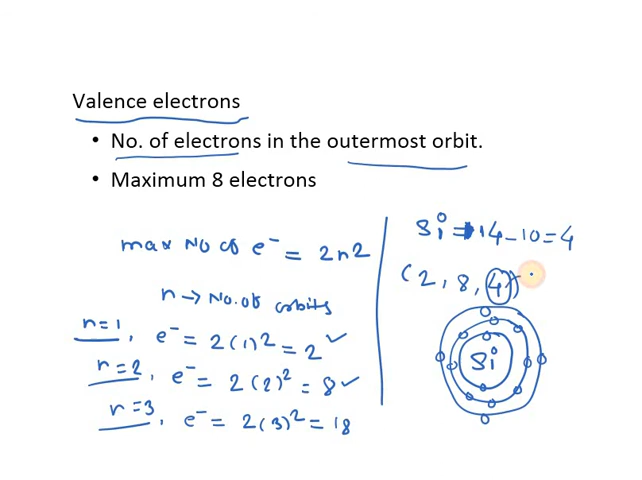 Valence electrons
• No. of electrons in the outermost orbit.
• Maximum 8 electrons
max No of e⁻ = 2n2
n → No. of orbits
n=1, e⁻ = 2(1)² = 2 ✓
n=2, e⁻ = 2(2)² = 8 ✓
n=3, e⁻ = 2(3)² = 18
Si = 14 - 10 = 4
(2, 8, 4)
Si